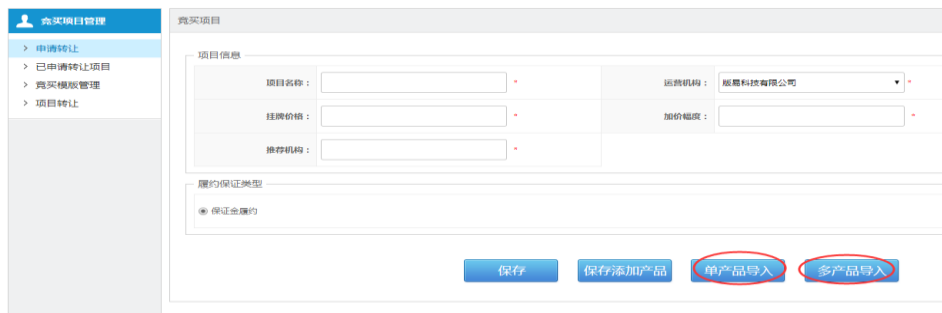 竞买项目管理
申请转让
已申请转让项目
竞买模版管理
项目转让
竞买项目
项目信息
项目名称： * 运营机构： 版易科技有限公司 *
挂牌价格： * 加价幅度： *
推荐机构： *
履约保证类型
保证金履约
保存 保存添加产品 单产品导入 多产品导入